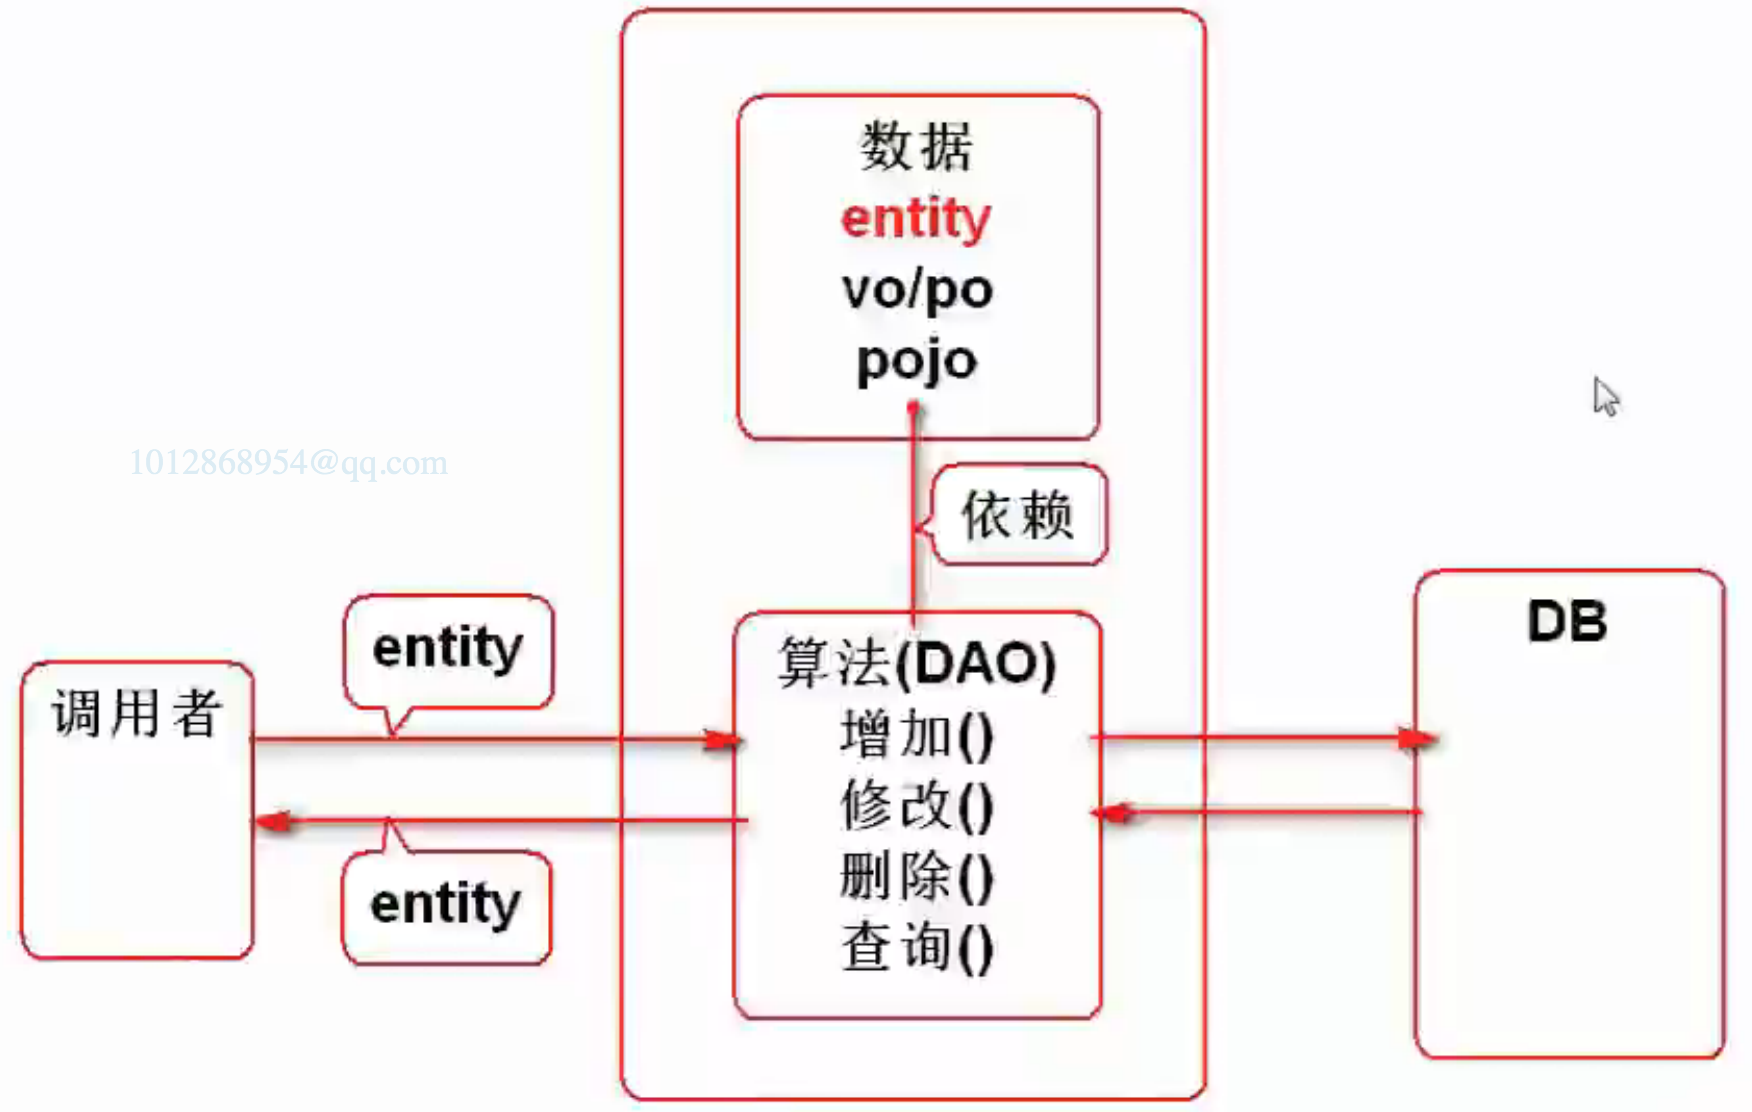 数据
entity
vo/po
pojo
1012868954@qq.com
依赖
entity
调用者
entity
算法(DAO)
增加()
修改()
删除()
查询()
DB